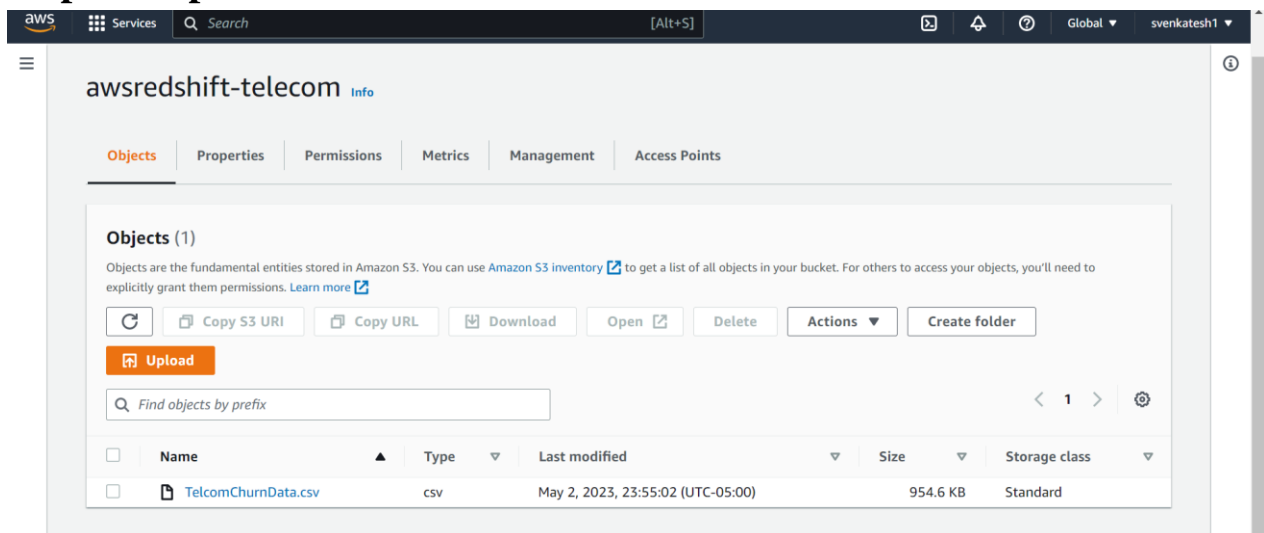 aws Services Search [Alt+S] Global svenkatesh1
awsredshift-telecom Info
Objects Properties Permissions Metrics Management Access Points
Objects (1)
Objects are the fundamental entities stored in Amazon S3. You can use Amazon S3 inventory to get a list of all objects in your bucket. For others to access your objects, you'll need to
explicitly grant them permissions. Learn more
Copy S3 URI Copy URL Download Open Delete Actions Create folder
Upload
Find objects by prefix 1
Name Type Last modified Size Storage class
TelcomChurnData.csv csv May 2, 2023, 23:55:02 (UTC-05:00) 954.6 KB Standard